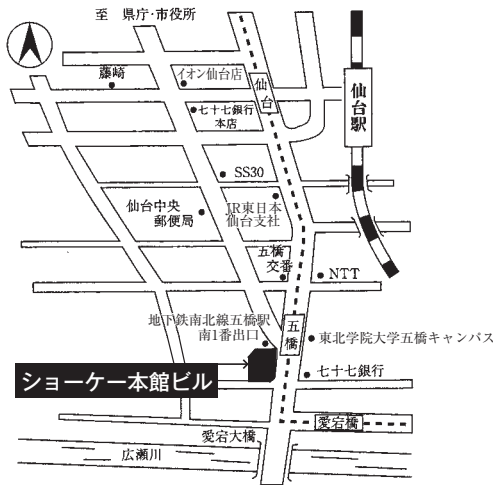 至 県庁・市役所
藤崎
イオン仙台店
仙台
七十七銀行
本店
仙台駅
SS30
仙台中央
郵便局
JR東日本
仙台支社
五橋
交番
NTT
地下鉄南北線五橋駅
南1番出口
五橋
東北学院大学五橋キャンパス
七十七銀行
ショーケー本館ビル
愛宕橋
愛宕大橋
広瀬川